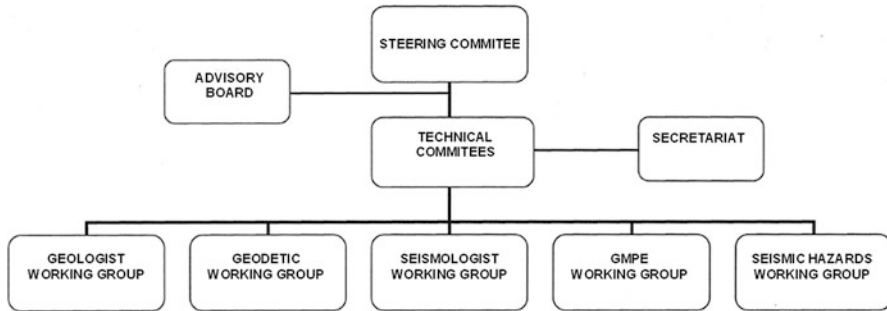 STEERING COMMITEE
ADVISORY
BOARD
TECHNICAL
COMMITEES
SECRETARIAT
GEOLOGIST
WORKING GROUP
GEODETIC
WORKING GROUP
SEISMOLOGIST
WORKING GROUP
GMPE
WORKING GROUP
SEISMIC HAZARDS
WORKING GROUP